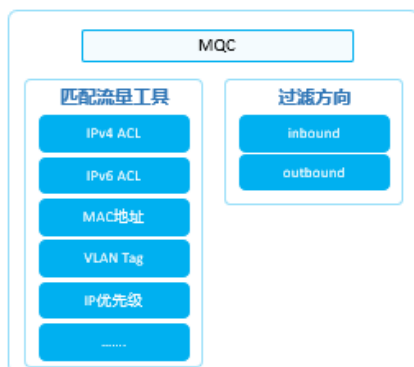 MQC
匹配流量工具
IPv4 ACL
IPv6 ACL
MAC地址
VLAN Tag
IP优先级
.......
过滤方向
inbound
outbound